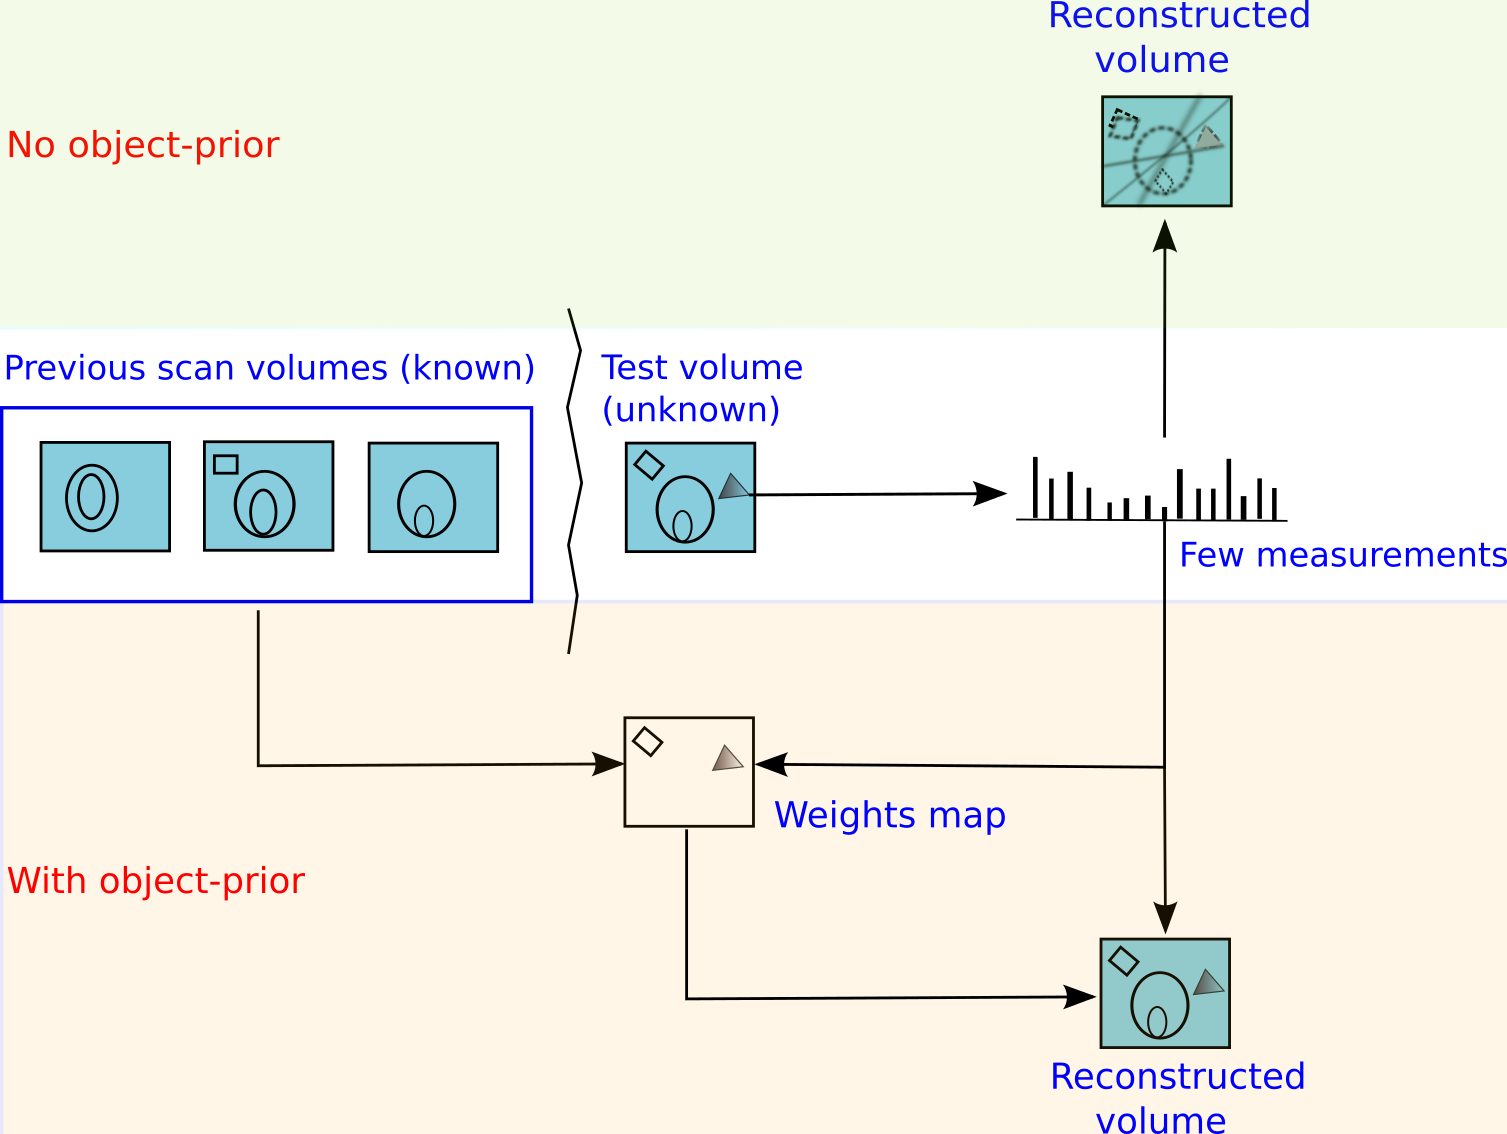 Reconstructed
volume
No object-prior
Previous scan volumes (known)
Test volume
(unknown)
Few measurements
Weights map
With object-prior
Reconstructed
volume